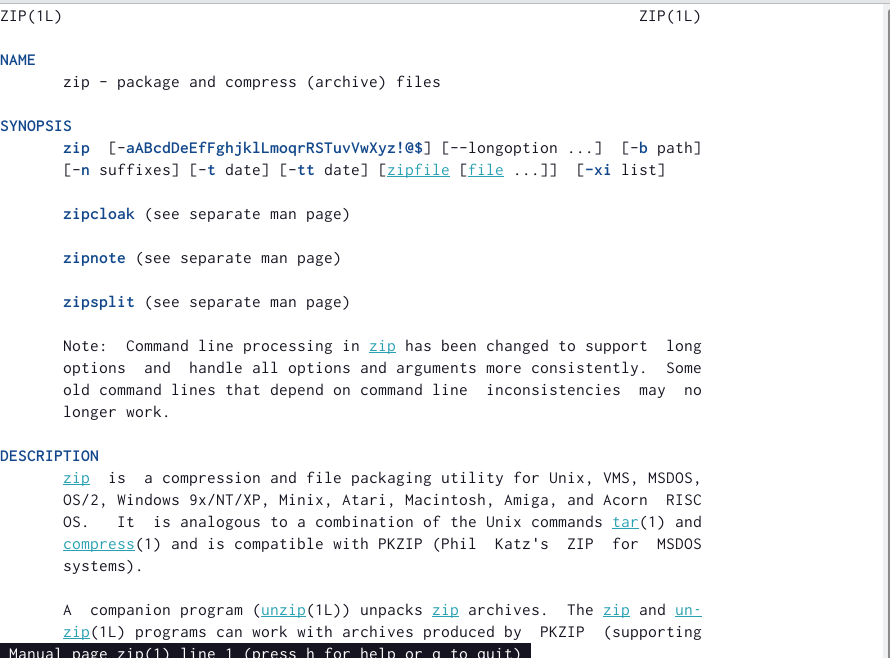 ZIP(1L) ZIP(1L)
NAME
zip - package and compress (archive) files
SYNOPSIS
zip [-aABcdDeEfFghjklLmoqrRSTuvVwXyz!@$] [--longoption ...] [-b path]
[-n suffixes] [-t date] [-tt date] [zipfile [file ...]] [-xi list]
zipcloak (see separate man page)
zipnote (see separate man page)
zipsplit (see separate man page)
Note: Command line processing in zip has been changed to support long
options and handle all options and arguments more consistently. Some
old command lines that depend on command line inconsistencies may no
longer work.
DESCRIPTION
zip is a compression and file packaging utility for Unix, VMS, MSDOS,
OS/2, Windows 9x/NT/XP, Minix, Atari, Macintosh, Amiga, and Acorn RISC
OS. It is analogous to a combination of the Unix commands tar(1) and
compress(1) and is compatible with PKZIP (Phil Katz's ZIP for MSDOS
systems).
A companion program (unzip(1L)) unpacks zip archives. The zip and un-
zip(1L) programs can work with archives produced by PKZIP (supporting
Manual page zip(1) line 1 (press h for help or q to quit)